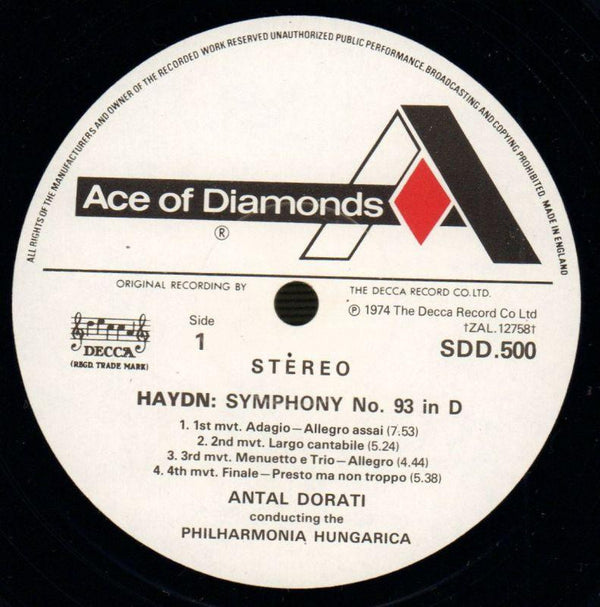 ALL RIGHTS OF THE MANUFACTURERS AND OWNER OF THE RECORDED WORK RESERVED UNAUTHORIZED PUBLIC PERFORMANCE, BROADCASTING AND COPYING PROHIBITED. MADE IN ENGLAND
Ace of Diamonds
®
ORIGINAL RECORDING BY THE DECCA RECORD CO. LTD.
℗ 1974 The Decca Record Co Ltd
†ZAL.12758†
Side
1
SDD.500
DECCA
(REGD. TRADE MARK)
STEREO
HAYDN: SYMPHONY No. 93 in D
1. 1st mvt. Adagio—Allegro assai (7.53)
2. 2nd mvt. Largo cantabile (5.24)
3. 3rd mvt. Menuetto e Trio—Allegro (4.44)
4. 4th mvt. Finale—Presto ma non troppo (5.38)
ANTAL DORATI
conducting the
PHILHARMONIA HUNGARICA